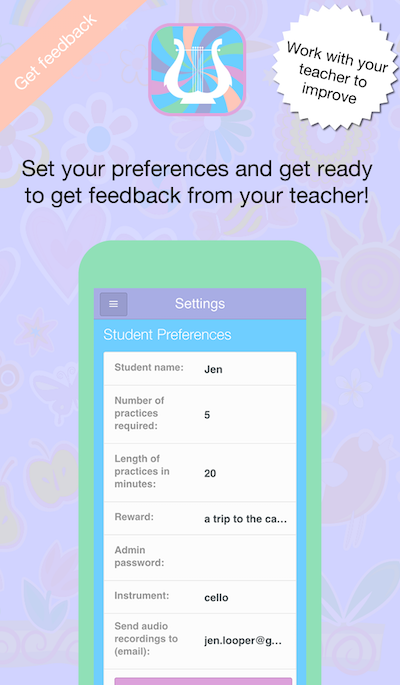 Get feedback
Work with your
teacher to
improve
Set your preferences and get ready
to get feedback from your teacher!
Settings
Student Preferences
Student name: Jen
Number of
practices
required: 5
Length of
practices in
minutes: 20
Reward: a trip to the ca...
Admin
password:
Instrument: cello
Send audio
recordings to
(email): jen.looper@g...